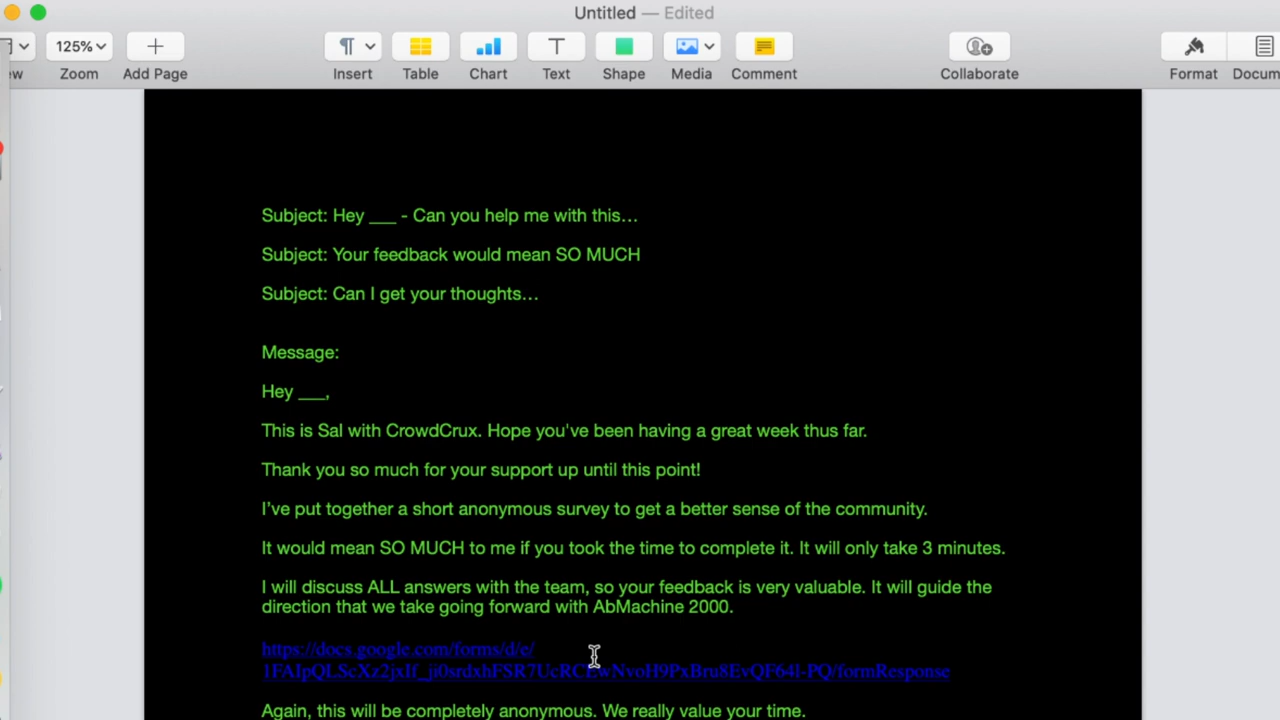 Untitled — Edited
125%
Zoom
Add Page
Insert
Table
Chart
Text
Shape
Media
Comment
Collaborate
Format
Subject: Hey ___ - Can you help me with this…
Subject: Your feedback would mean SO MUCH
Subject: Can I get your thoughts…
Message:
Hey ___,
This is Sal with CrowdCrux. Hope you've been having a great week thus far.
Thank you so much for your support up until this point!
I've put together a short anonymous survey to get a better sense of the community.
It would mean SO MUCH to me if you took the time to complete it. It will only take 3 minutes.
I will discuss ALL answers with the team, so your feedback is very valuable. It will guide the
direction that we take going forward with AbMachine 2000.
https://docs.google.com/forms/d/e/
Again, this will be completely anonymous. We really value your time.